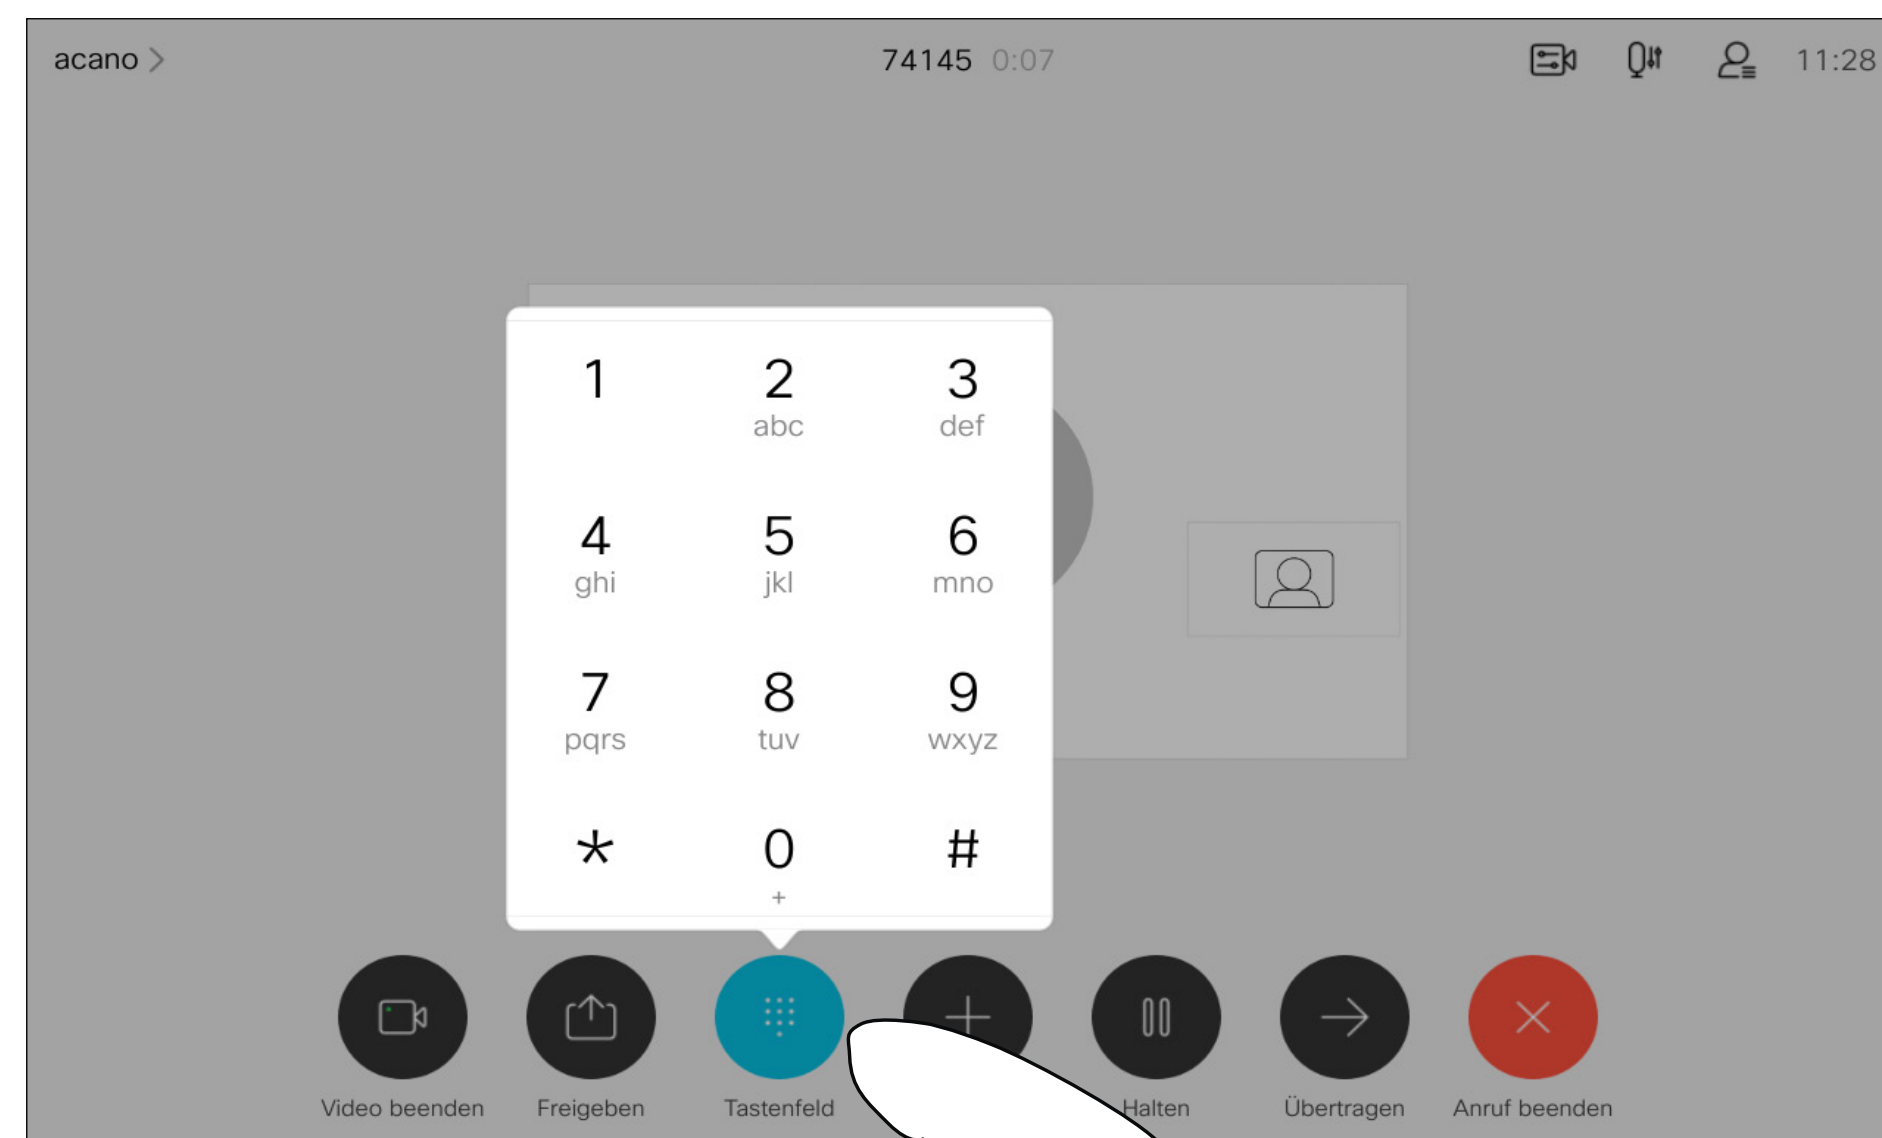 acano >
74145 0:07
11:28
1 2 3
abc def
4 5 6
ghi jkl mno
7 8 9
pqrs tuv wxyz
* 0 #
+
Video beenden Freigeben Tastenfeld Halten Übertragen Anruf beenden